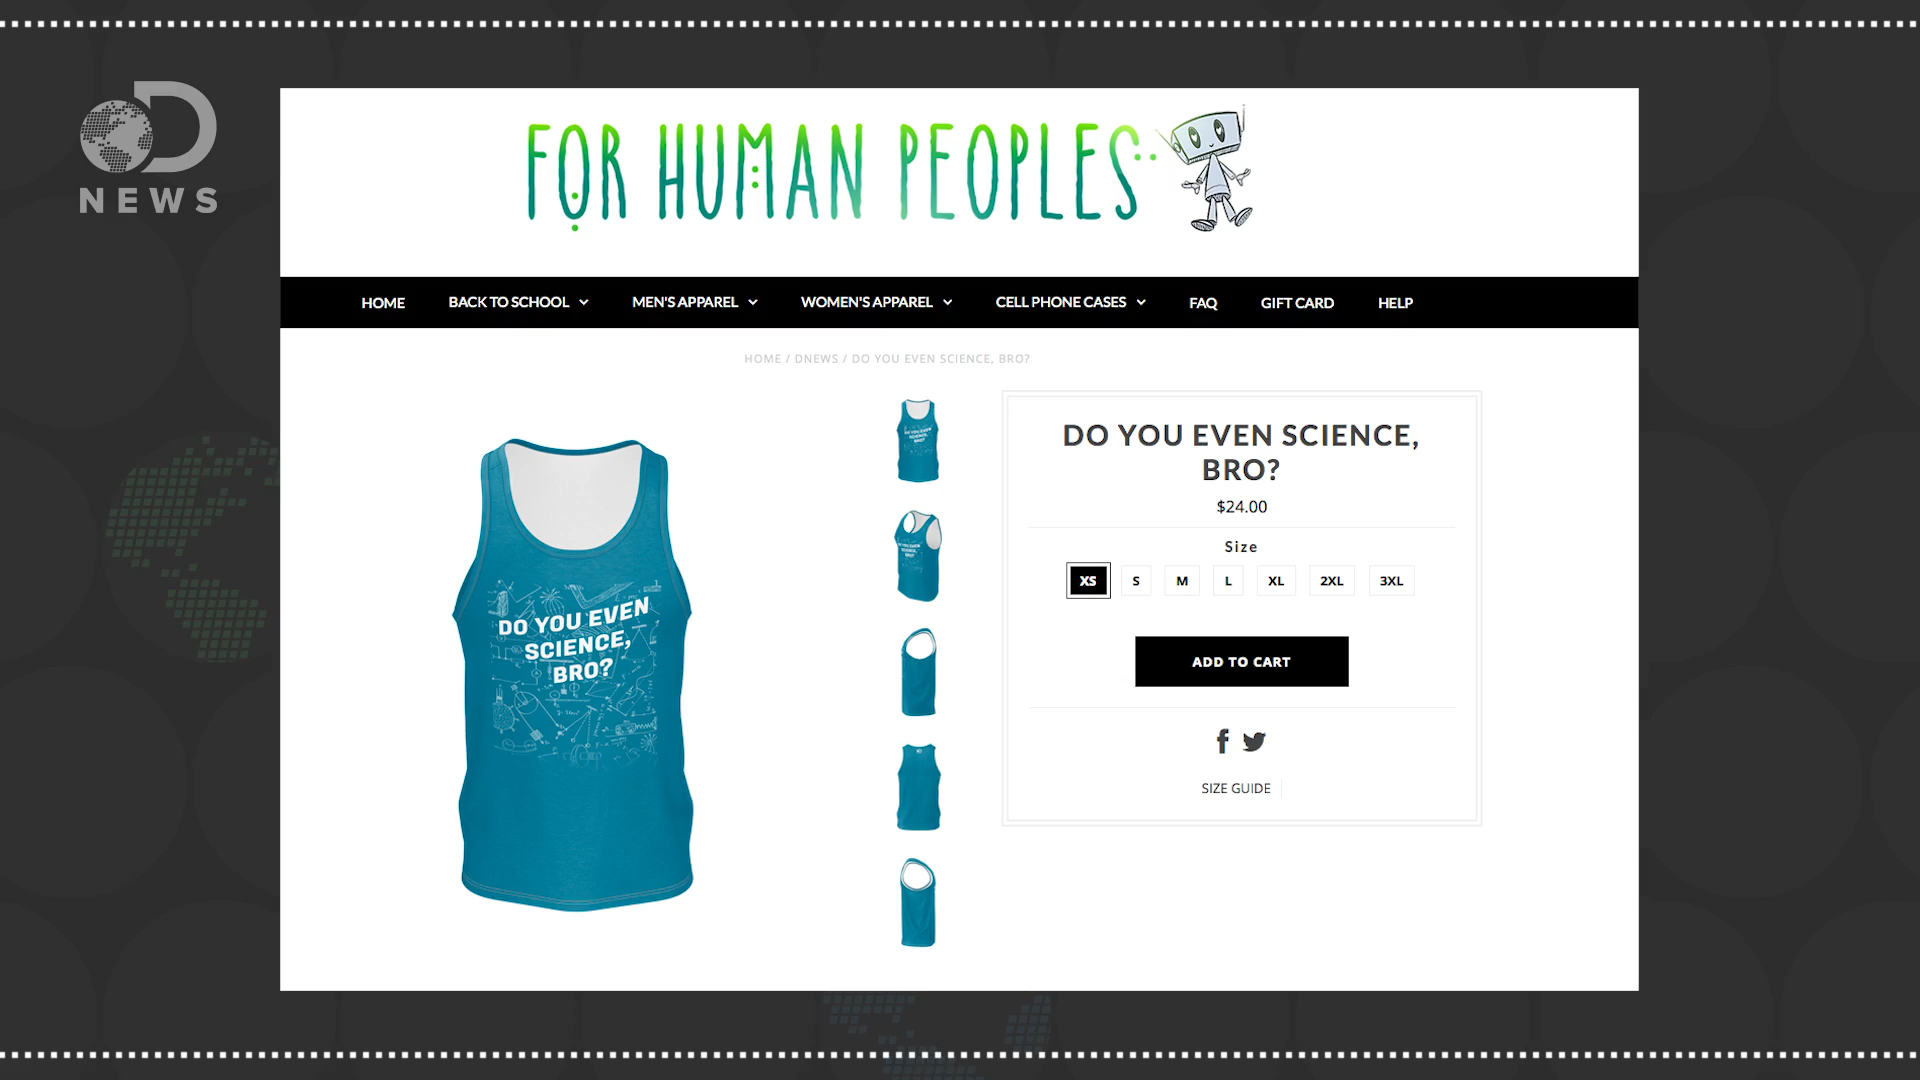 D
NEWS
FOR HUMAN PEOPLES
HOME
BACK TO SCHOOL
MEN'S APPAREL
WOMEN'S APPAREL
CELL PHONE CASES
FAQ
GIFT CARD
HELP
HOME / DNEWS / DO YOU EVEN SCIENCE, BRO?
DO YOU EVEN
SCIENCE,
BRO?
DO YOU EVEN SCIENCE,
BRO?
$24.00
Size
XS
S
M
L
XL
2XL
3XL
ADD TO CART
SIZE GUIDE